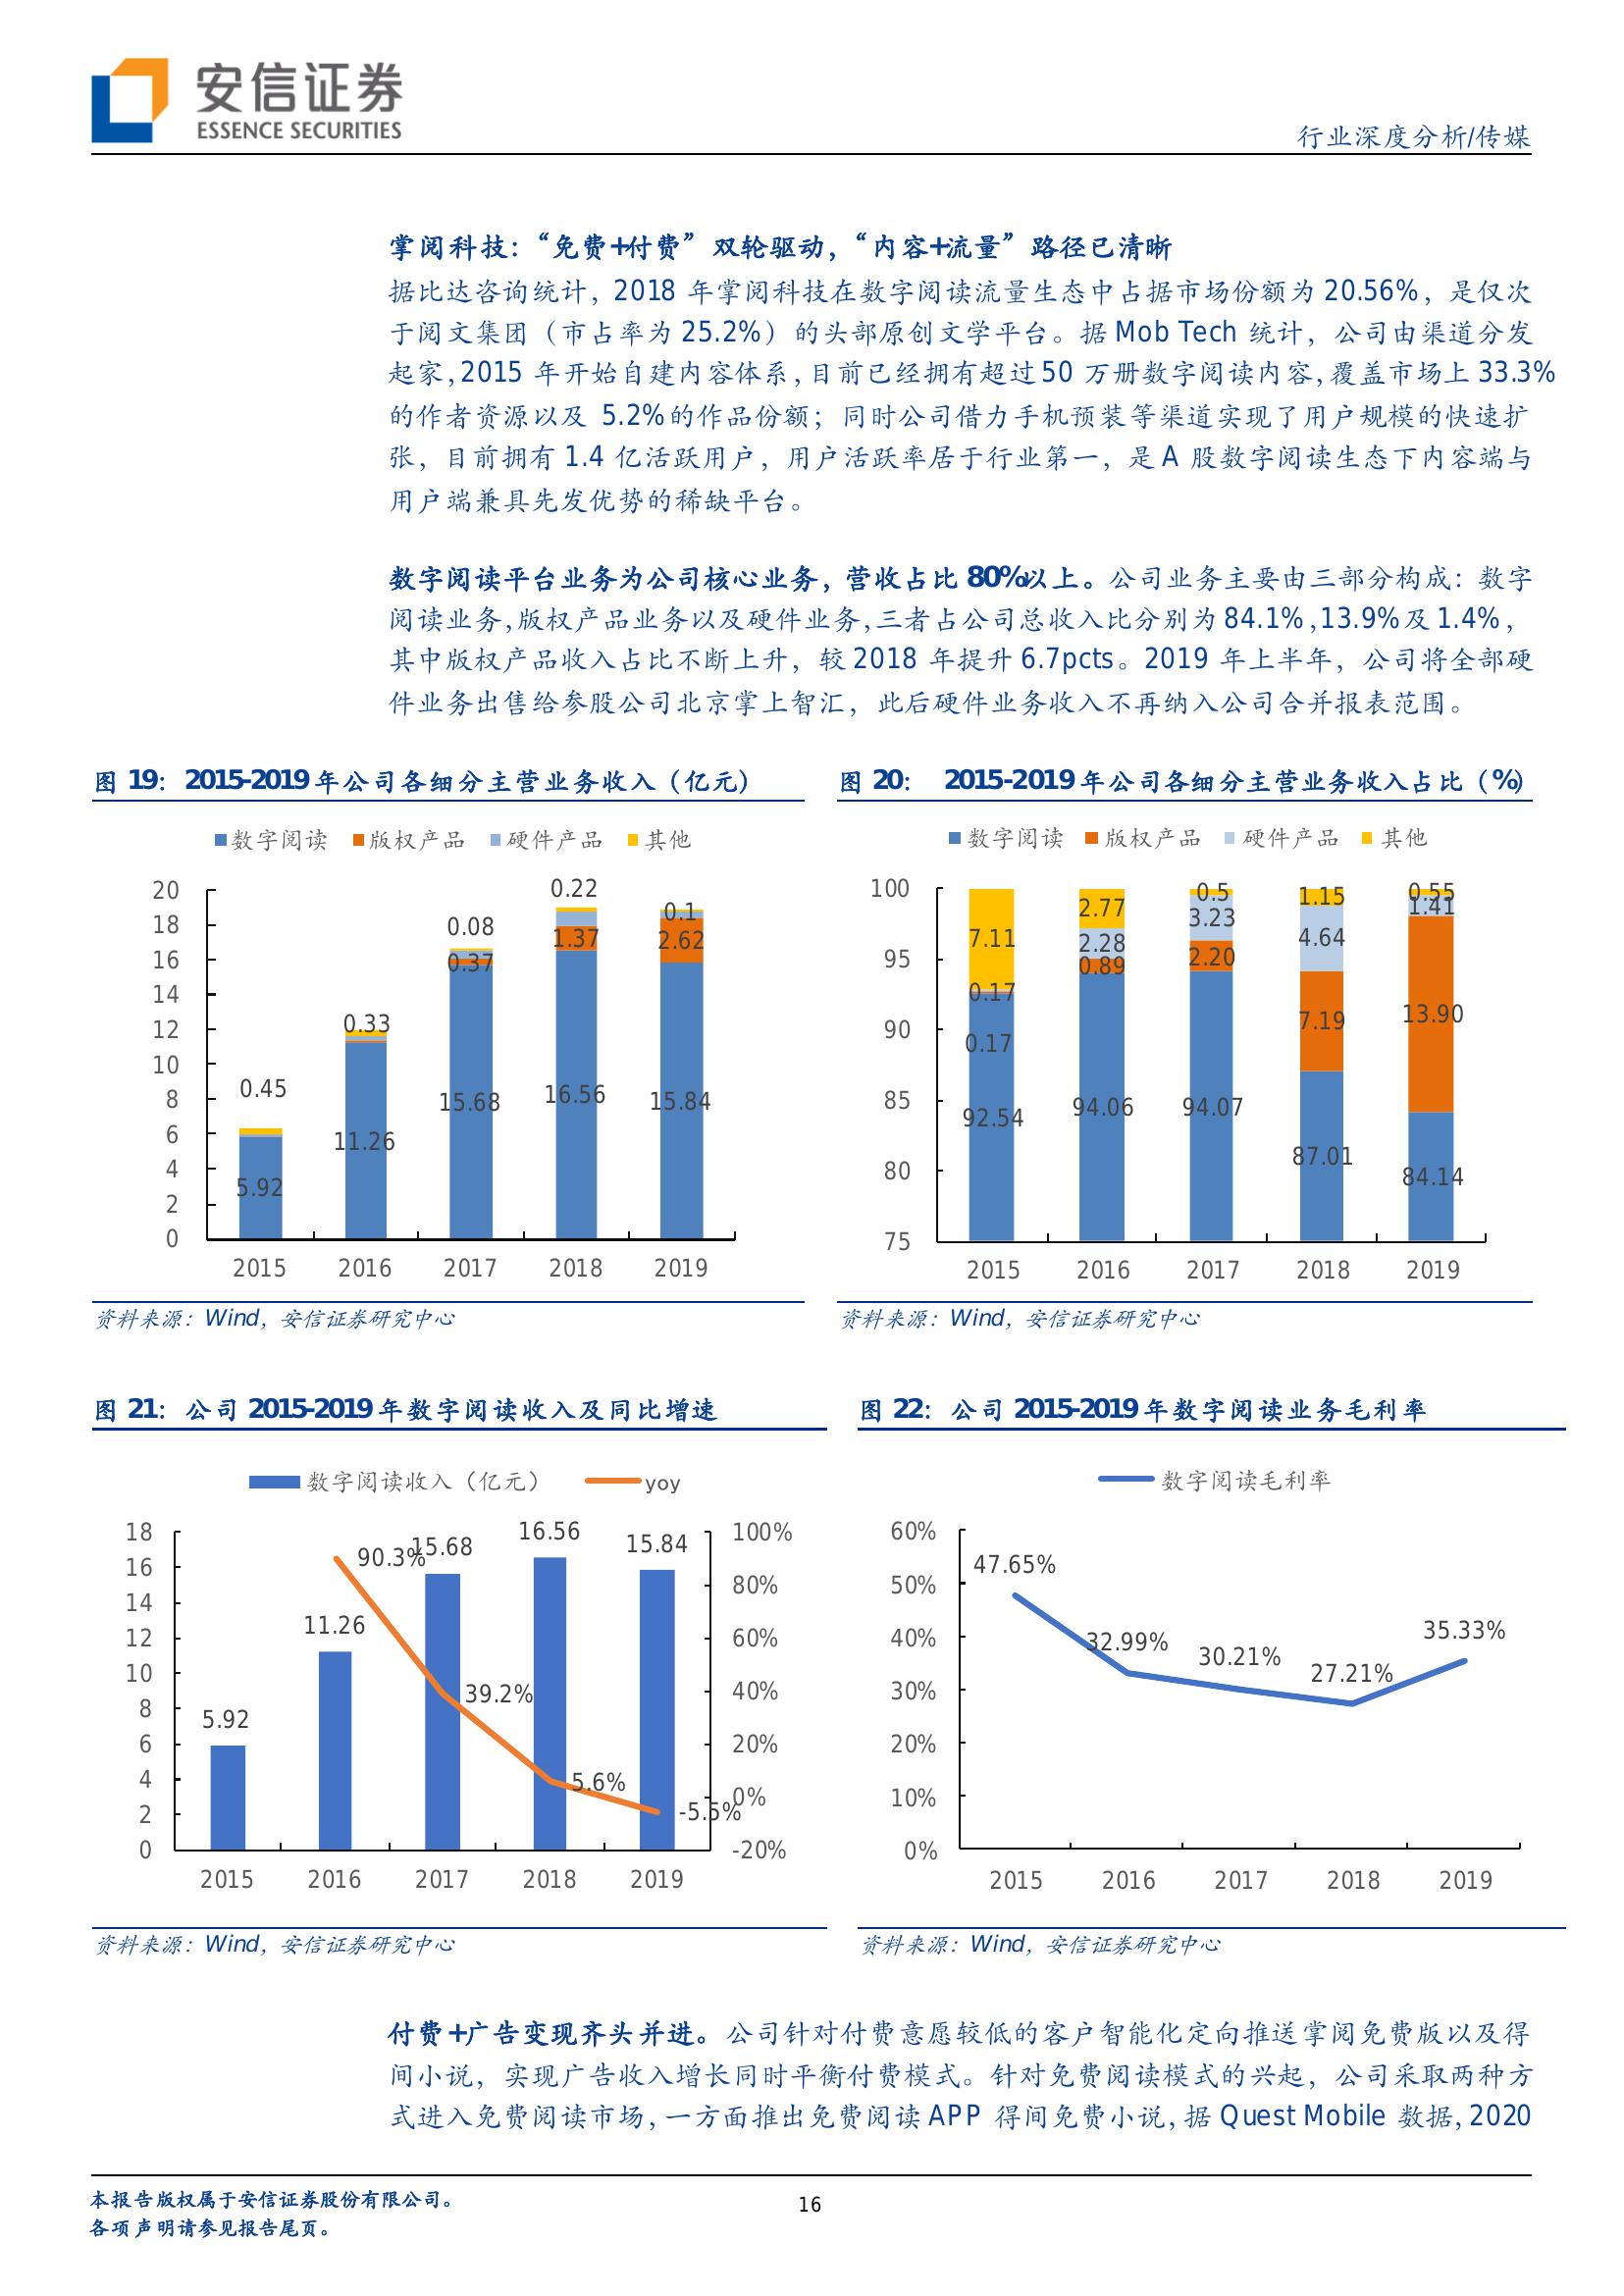 安信证券
ESSENCE SECURITIES
行业深度分析/传媒
掌阅科技：“免费+付费”双轮驱动，“内容+流量”路径已清晰
据比达咨询统计，2018 年掌阅科技在数字阅读流量生态中占据市场份额为 20.56%，是仅次
于阅文集团（市占率为 25.2%）的头部原创文学平台。据 Mob Tech 统计，公司由渠道分发
起家，2015 年开始自建内容体系，目前已经拥有超过 50 万册数字阅读内容，覆盖市场上 33.3%
的作者资源以及 5.2%的作品份额；同时公司借力手机预装等渠道实现了用户规模的快速扩
张，目前拥有 1.4 亿活跃用户，用户活跃率居于行业第一，是 A 股数字阅读生态下内容端与
用户端兼具先发优势的稀缺平台。
数字阅读平台业务为公司核心业务，营收占比 80%以上。公司业务主要由三部分构成：数字
阅读业务，版权产品业务以及硬件业务，三者占公司总收入比分别为 84.1%，13.9%及 1.4%，
其中版权产品收入占比不断上升，较 2018 年提升 6.7pcts。2019 年上半年，公司将全部硬
件业务出售给参股公司北京掌上智汇，此后硬件业务收入不再纳入公司合并报表范围。
图 19：2015-2019 年公司各细分主营业务收入（亿元）
数字阅读 版权产品 硬件产品 其他
20
18
16
14
12
10
8
6
4
2
0
0.45
5.92
0.33
11.26
0.08
0.37
15.68
0.22
1.37
16.56
0.1
2.62
15.84
2015 2016 2017 2018 2019
资料来源：Wind，安信证券研究中心
图 20： 2015-2019 年公司各细分主营业务收入占比（%）
数字阅读 版权产品 硬件产品 其他
100
95
90
85
80
75
7.11
0.17
0.17
92.54
2.77
2.28
0.89
94.06
0.5
3.23
2.20
94.07
1.15
4.64
7.19
87.01
0.55
1.41
13.90
84.14
2015 2016 2017 2018 2019
资料来源：Wind，安信证券研究中心
图 21：公司 2015-2019 年数字阅读收入及同比增速
数字阅读收入（亿元） yoy
18
16
14
12
10
8
6
4
2
0
5.92
11.26
15.68
16.56
15.84
90.3%
39.2%
5.6%
-5.5%
100%
80%
60%
40%
20%
0%
-20%
2015 2016 2017 2018 2019
资料来源：Wind，安信证券研究中心
图 22：公司 2015-2019 年数字阅读业务毛利率
数字阅读毛利率
60%
50%
40%
30%
20%
10%
0%
47.65%
32.99%
30.21%
27.21%
35.33%
2015 2016 2017 2018 2019
资料来源：Wind，安信证券研究中心
付费+广告变现齐头并进。公司针对付费意愿较低的客户智能化定向推送掌阅免费版以及得
间小说，实现广告收入增长同时平衡付费模式。针对免费阅读模式的兴起，公司采取两种方
式进入免费阅读市场，一方面推出免费阅读 APP 得间免费小说，据 Quest Mobile 数据，2020
本报告版权属于安信证券股份有限公司。
各项声明请参见报告尾页。
16